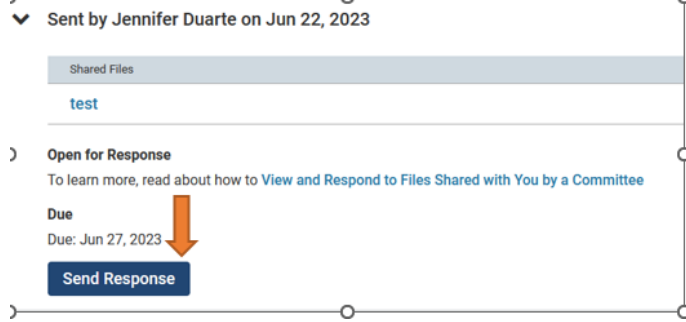 Sent by Jennifer Duarte on Jun 22, 2023
Shared Files
test
Open for Response
To learn more, read about how to View and Respond to Files Shared with You by a Committee
Due
Due: Jun 27, 2023
Send Response